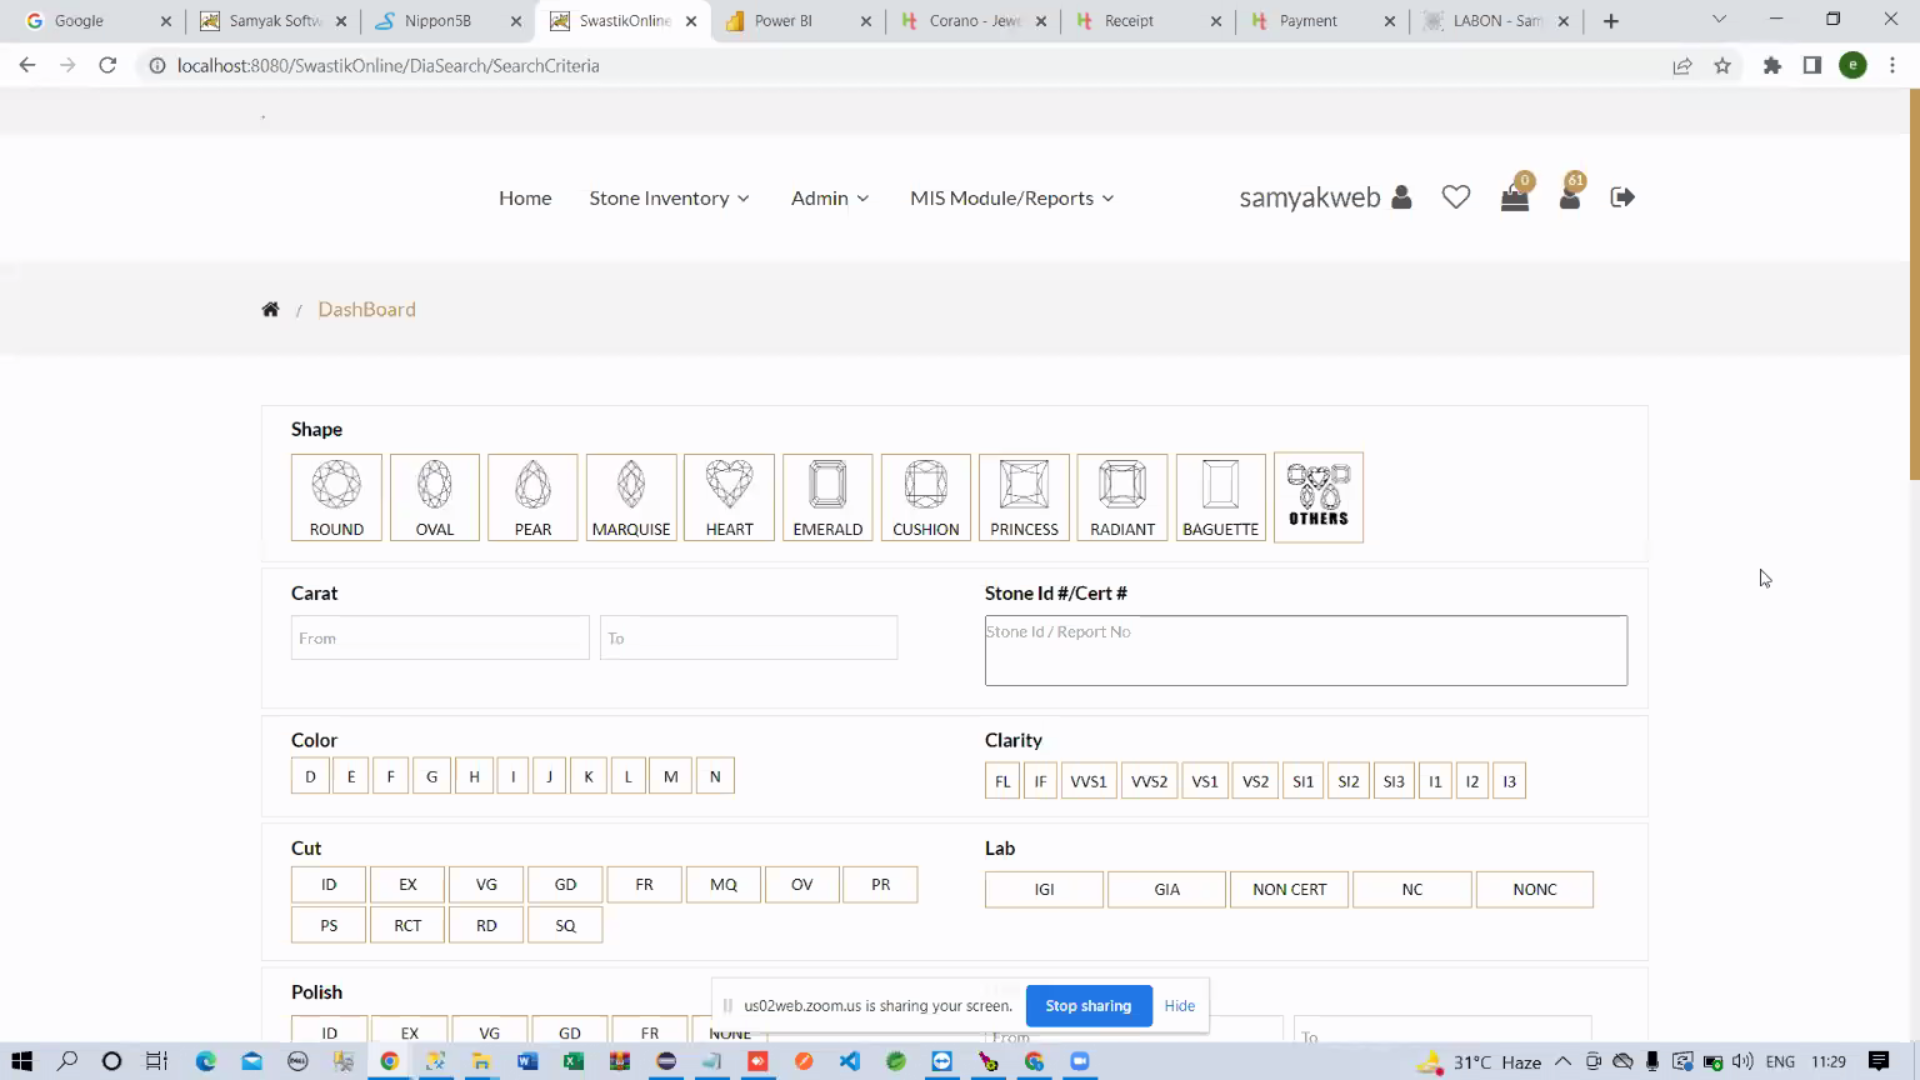 Google
Samyak Softw
Nippon5B
SwastikOnline
Power BI
Corano - Jew
Receipt
Payment
LABON - Sam
localhost:8080/SwastikOnline/DiaSearch/SearchCriteria
e
Home
Stone Inventory
Admin
MIS Module/Reports
samyakweb
0
61
/ DashBoard
Shape
ROUND
OVAL
PEAR
MARQUISE
HEART
EMERALD
CUSHION
PRINCESS
RADIANT
BAGUETTE
OTHERS
Carat
From
To
Stone Id #/Cert #
Stone Id / Report No
Color
D E F G H I J K L M N
Clarity
FL IF VVS1 VVS2 VS1 VS2 SI1 SI2 SI3 I1 I2 I3
Cut
ID EX VG GD FR MQ OV PR
PS RCT RD SQ
Lab
IGI GIA NON CERT NC NONC
Polish
ID EX VG GD FR NONE
From
To
us02web.zoom.us is sharing your screen.
Stop sharing
Hide
31°C Haze
ENG
11:29